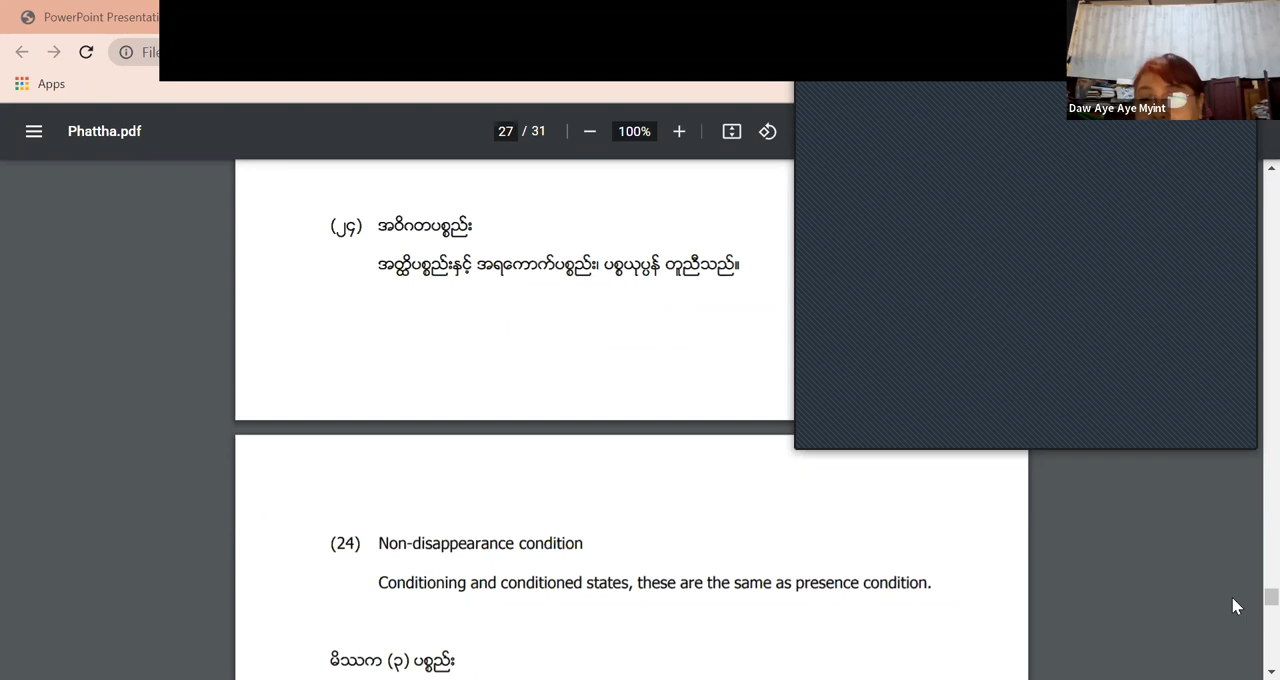 PowerPoint Presentati
File
Apps
Daw Aye Aye Myint
Phattha.pdf
27 / 31
100%
(၂၄) အဝိဂတပစ္စည်း
အတ္ထိပစ္စည်းနှင့် အရကောက်ပစ္စည်း၊ ပစ္စယုပ္ပန် တူညီသည်။
(24) Non-disappearance condition
Conditioning and conditioned states, these are the same as presence condition.
မိဿက (၃) ပစ္စည်း